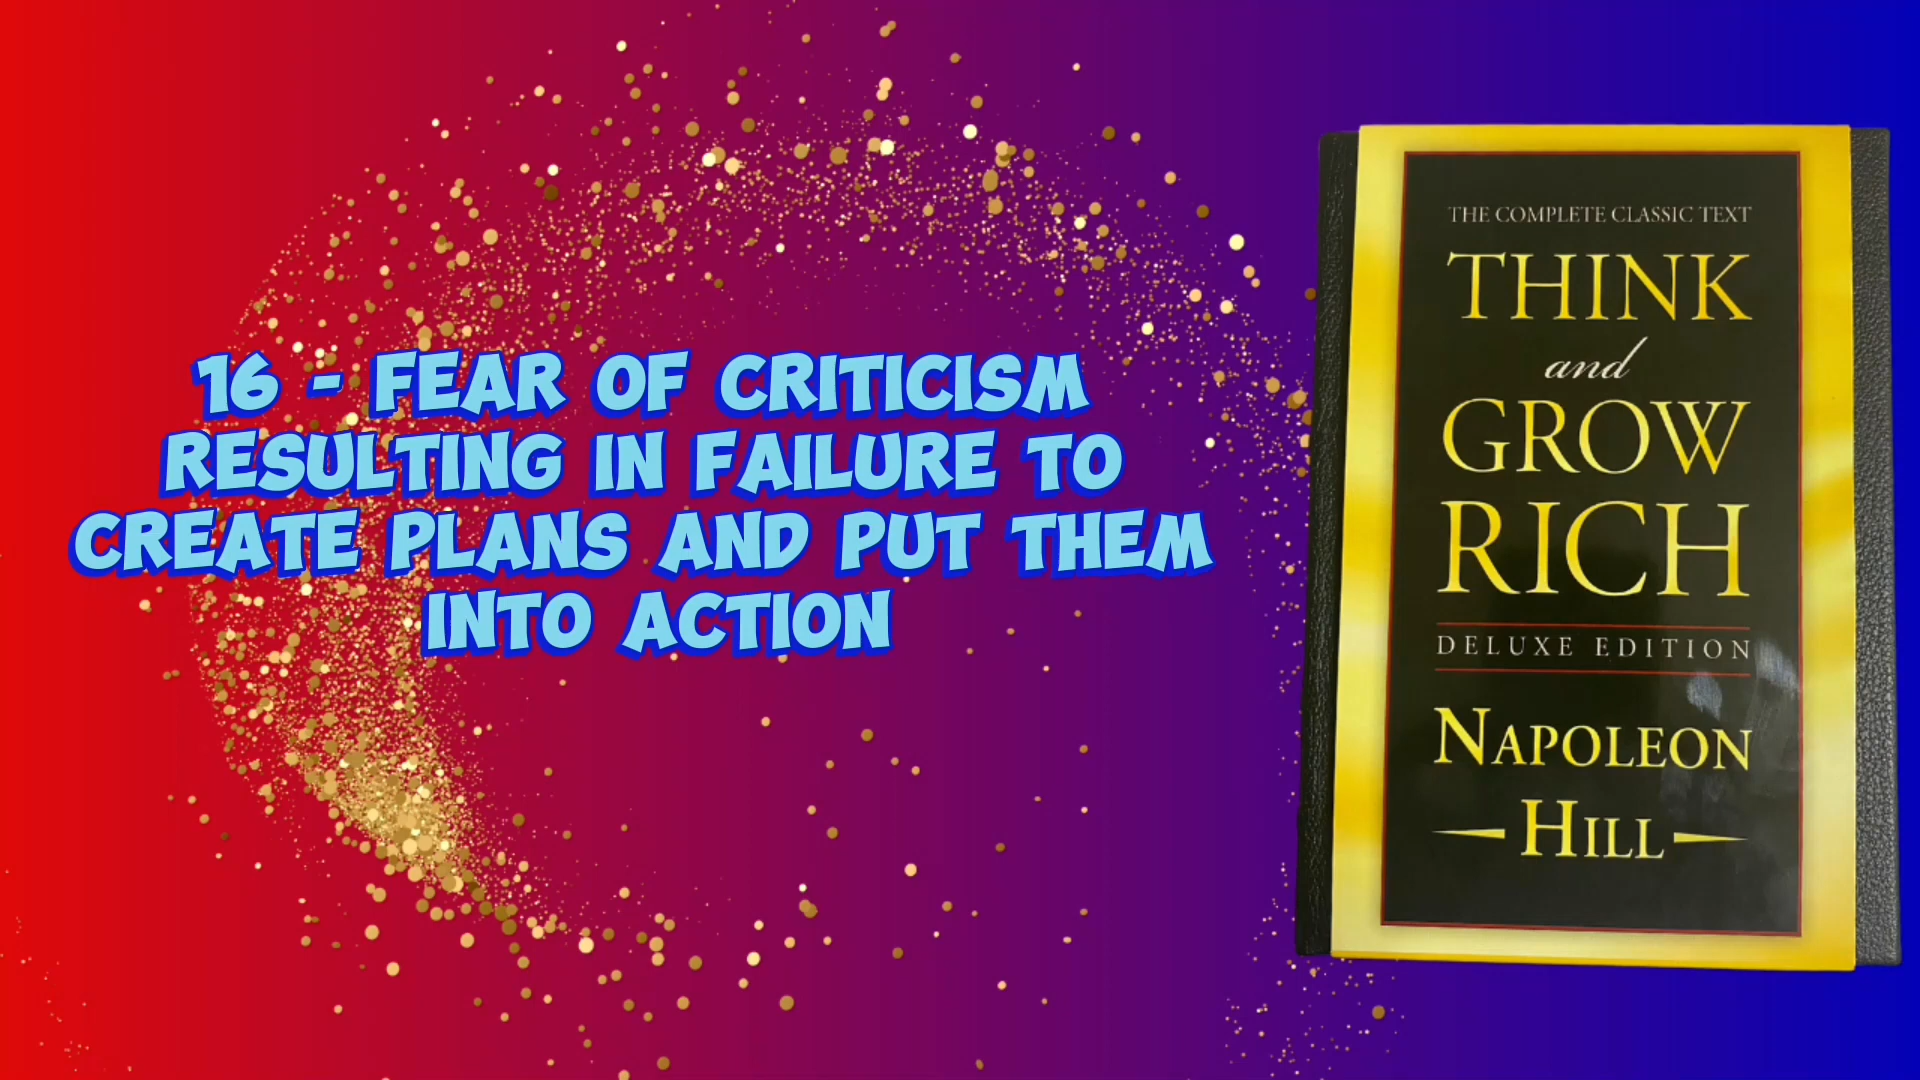 16 - FEAR OF CRITICISM
RESULTING IN FAILURE TO
CREATE PLANS AND PUT THEM
INTO ACTION
THE COMPLETE CLASSIC TEXT
THINK
and
GROW
RICH
DELUXE EDITION
NAPOLEON
HILL